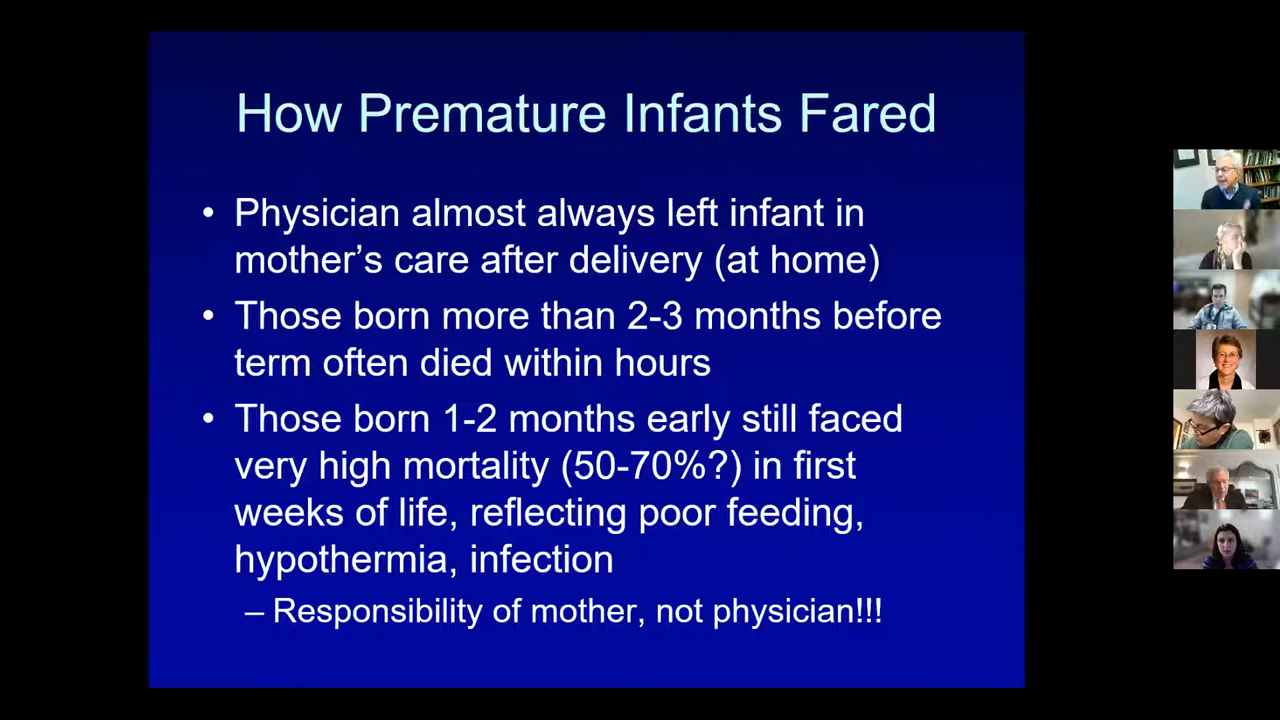 How Premature Infants Fared
• Physician almost always left infant in
mother’s care after delivery (at home)
• Those born more than 2-3 months before
term often died within hours
• Those born 1-2 months early still faced
very high mortality (50-70%?) in first
weeks of life, reflecting poor feeding,
hypothermia, infection
– Responsibility of mother, not physician!!!